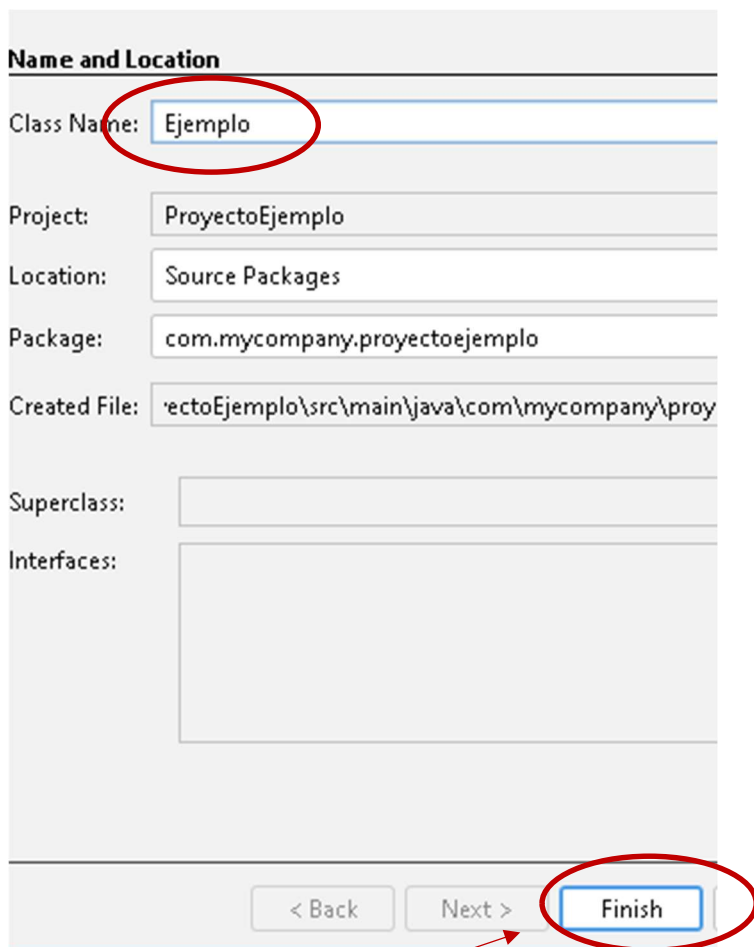 Name and Location
Class Name: Ejemplo
Project: ProyectoEjemplo
Location: Source Packages
Package: com.mycompany.proyectoejemplo
Created File: ectoEjemplo\src\main\java\com\mycompany\proy
Superclass:
Interfaces:
< Back Next > Finish